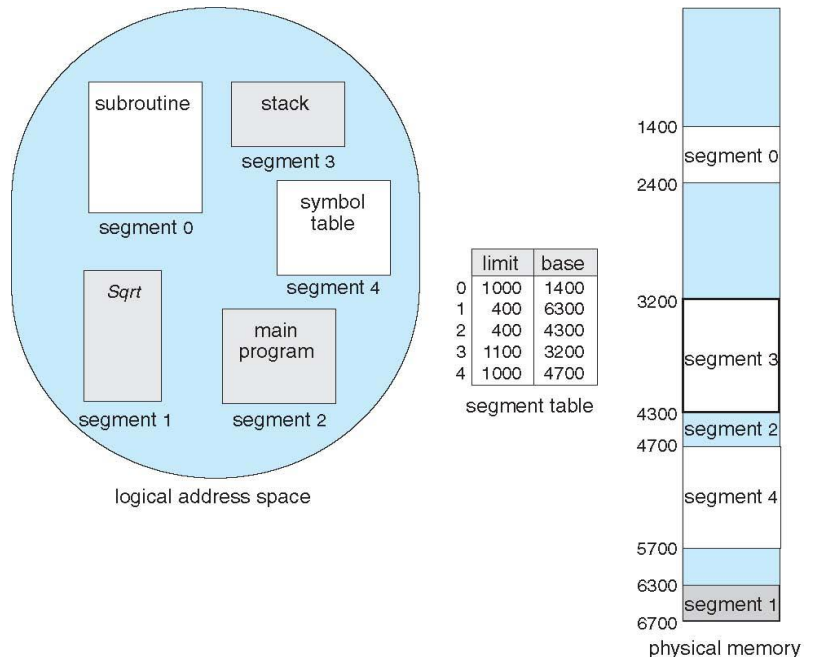 subroutine
segment 0
stack
segment 3
symbol
table
segment 4
Sqrt
segment 1
main
program
segment 2
logical address space
limit base
0 1000 1400
1 400 6300
2 400 4300
3 1100 3200
4 1000 4700
segment table
1400
segment 0
2400
3200
segment 3
4300
segment 2
4700
segment 4
5700
6300
segment 1
6700
physical memory